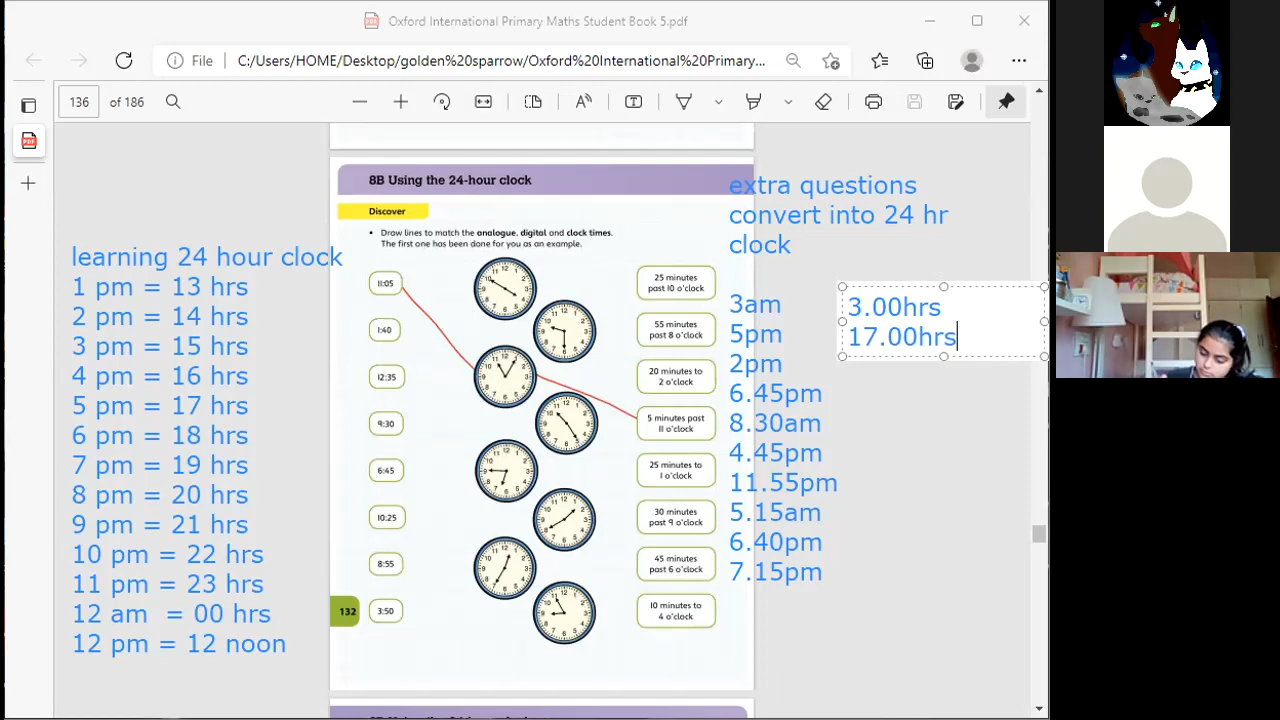 Oxford International Primary Maths Student Book 5.pdf
File C:/Users/HOME/Desktop/golden%20sparrow/Oxford%20International%20Primary...
136 of 186
8B Using the 24-hour clock
Discover
• Draw lines to match the analogue, digital and clock times.
The first one has been done for you as an example.
11:05
1:40
12:35
9:30
6:45
10:25
8:55
3:50
25 minutes
past 10 o'clock
55 minutes
past 8 o'clock
20 minutes to
2 o'clock
5 minutes past
11 o'clock
25 minutes to
1 o'clock
30 minutes
past 9 o'clock
45 minutes
past 6 o'clock
10 minutes to
4 o'clock
132
learning 24 hour clock
1 pm = 13 hrs
2 pm = 14 hrs
3 pm = 15 hrs
4 pm = 16 hrs
5 pm = 17 hrs
6 pm = 18 hrs
7 pm = 19 hrs
8 pm = 20 hrs
9 pm = 21 hrs
10 pm = 22 hrs
11 pm = 23 hrs
12 am = 00 hrs
12 pm = 12 noon
extra questions
convert into 24 hr
clock
3am
5pm
2pm
6.45pm
8.30am
4.45pm
11.55pm
5.15am
6.40pm
7.15pm
3.00hrs
17.00hrs